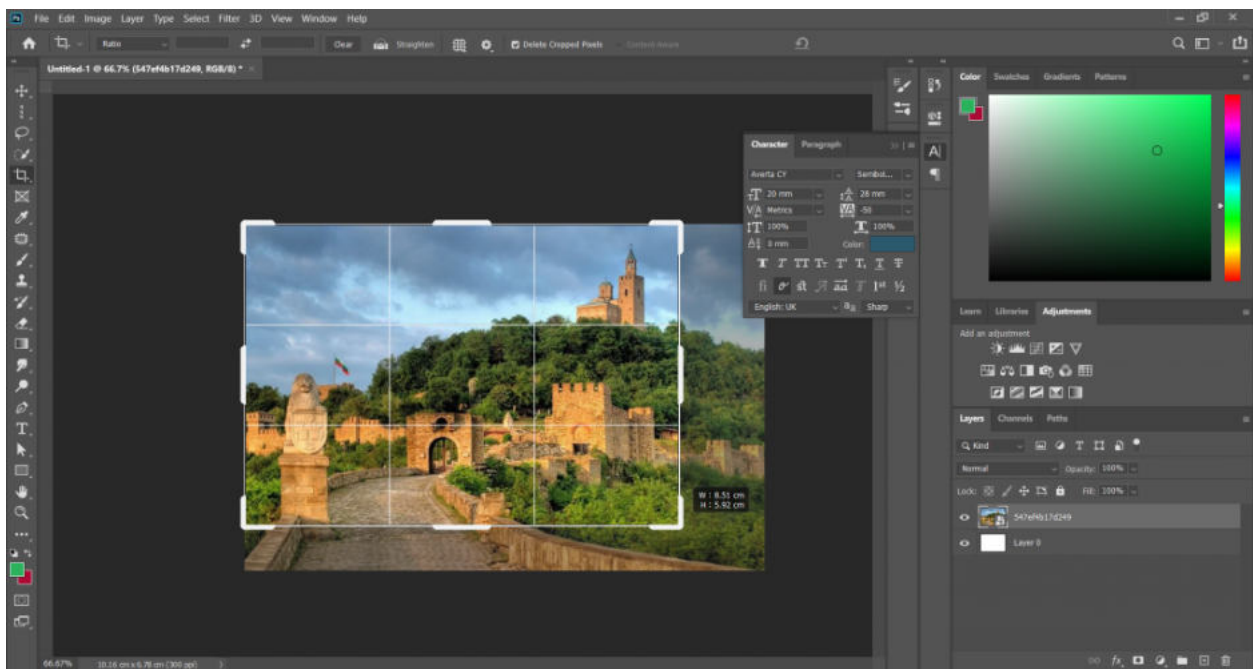 Ps File Edit Image Layer Type Select Filter 3D View Window Help
Ratio Clear Straighten Delete Cropped Pixels Content-Aware
Untitled-1 @ 66.7% (547ef4b17d249, RGB/8) * ×
Color Swatches Gradients Patterns
Character Paragraph
Averta CY Sembol...
20 mm 28 mm
Metrics -50
100% 100%
0 mm Color:
English: UK Sharp
W : 8.51 cm
H : 5.92 cm
Learn Libraries Adjustments
Add an adjustment
Layers Channels Paths
Kind
Normal Opacity: 100%
Lock: Fill: 100%
547ef4b17d249
Layer 0
66.67% 10.16 cm x 6.78 cm (300 ppi)